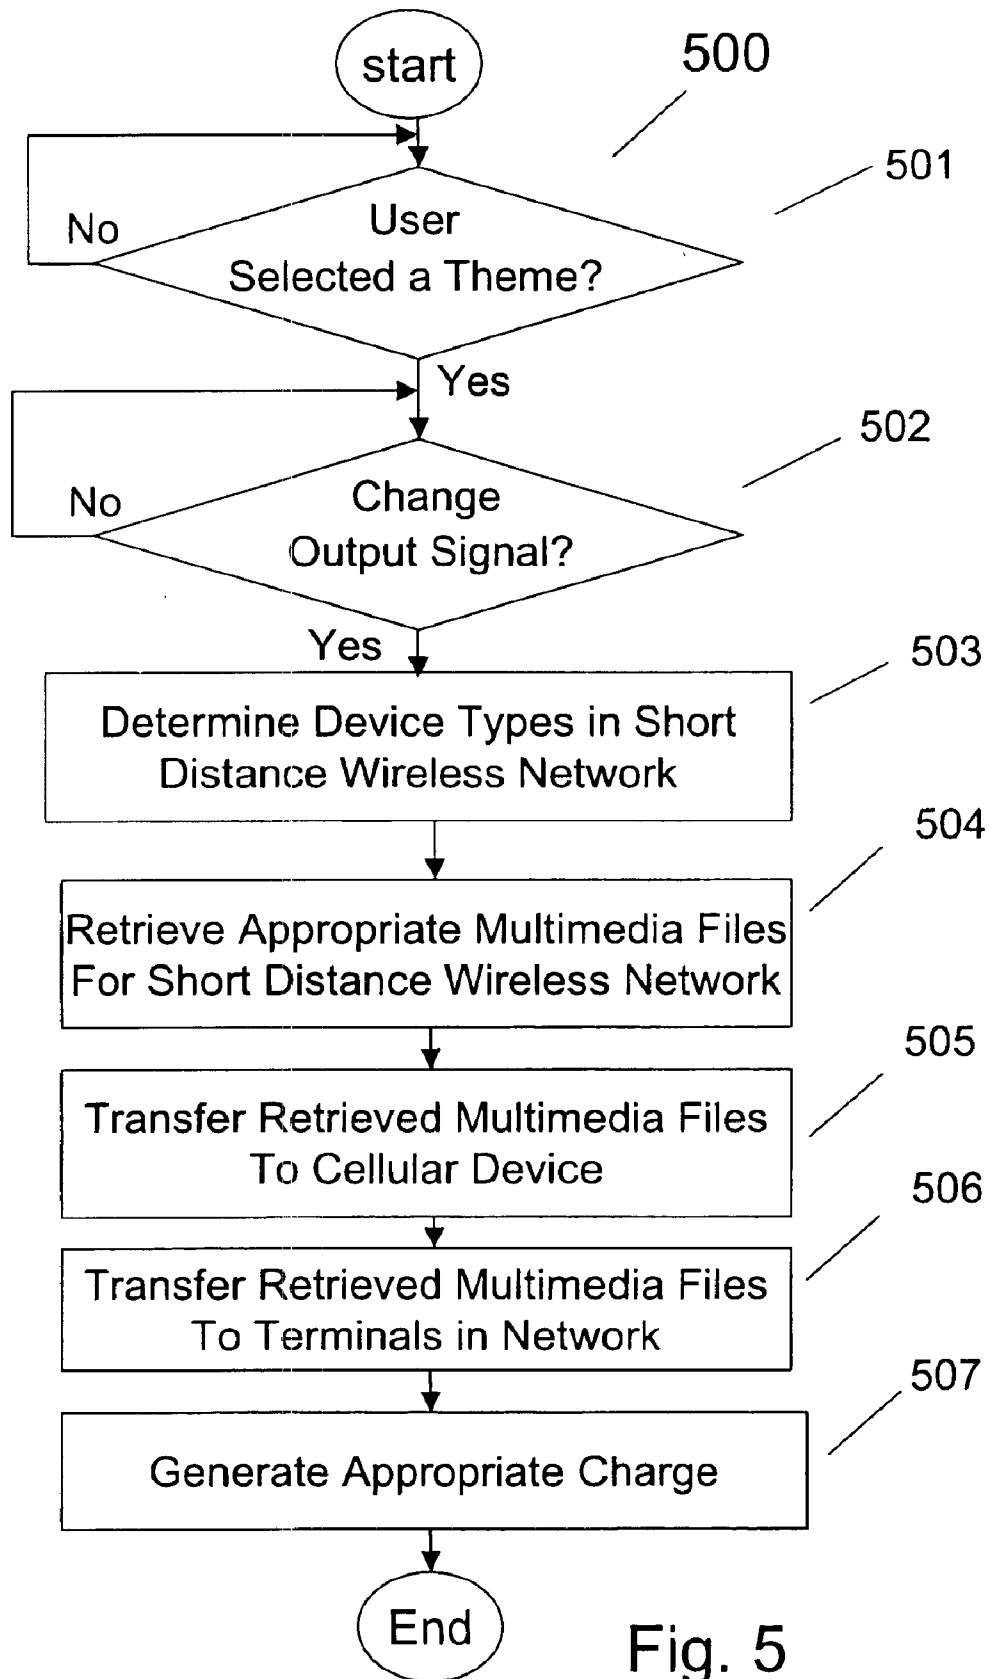 start
500
501
User
Selected a Theme?
No
Yes
502
Change
Output Signal?
No
Yes
503
Determine Device Types in Short
Distance Wireless Network
504
Retrieve Appropriate Multimedia Files
For Short Distance Wireless Network
505
Transfer Retrieved Multimedia Files
To Cellular Device
506
Transfer Retrieved Multimedia Files
To Terminals in Network
507
Generate Appropriate Charge
End
Fig. 5